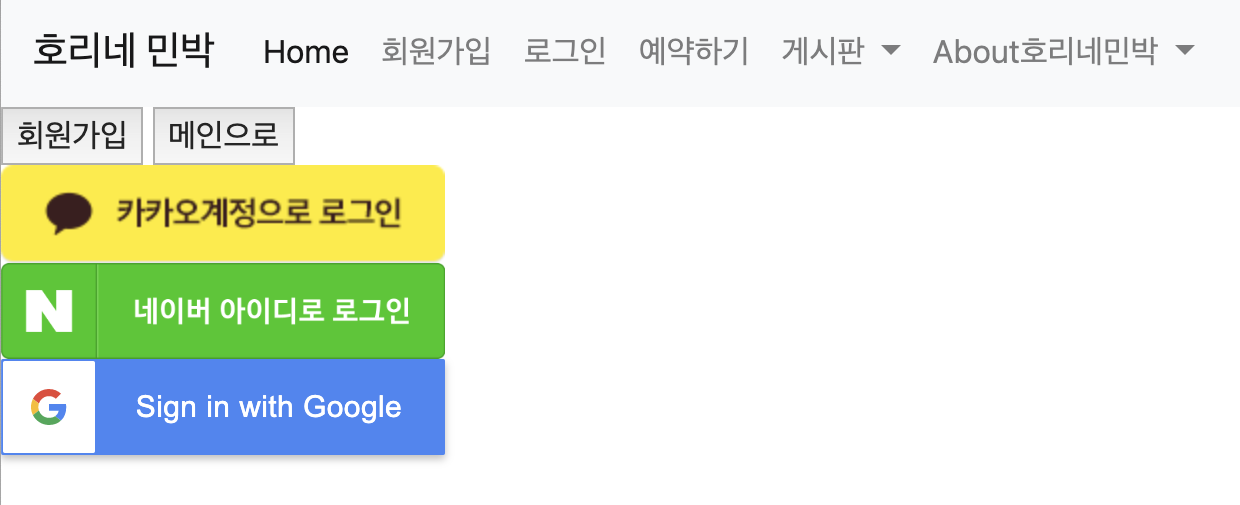 호리네 민박 Home 회원가입 로그인 예약하기 게시판 About호리네민박
회원가입 메인으로
카카오계정으로 로그인
N 네이버 아이디로 로그인
G Sign in with Google